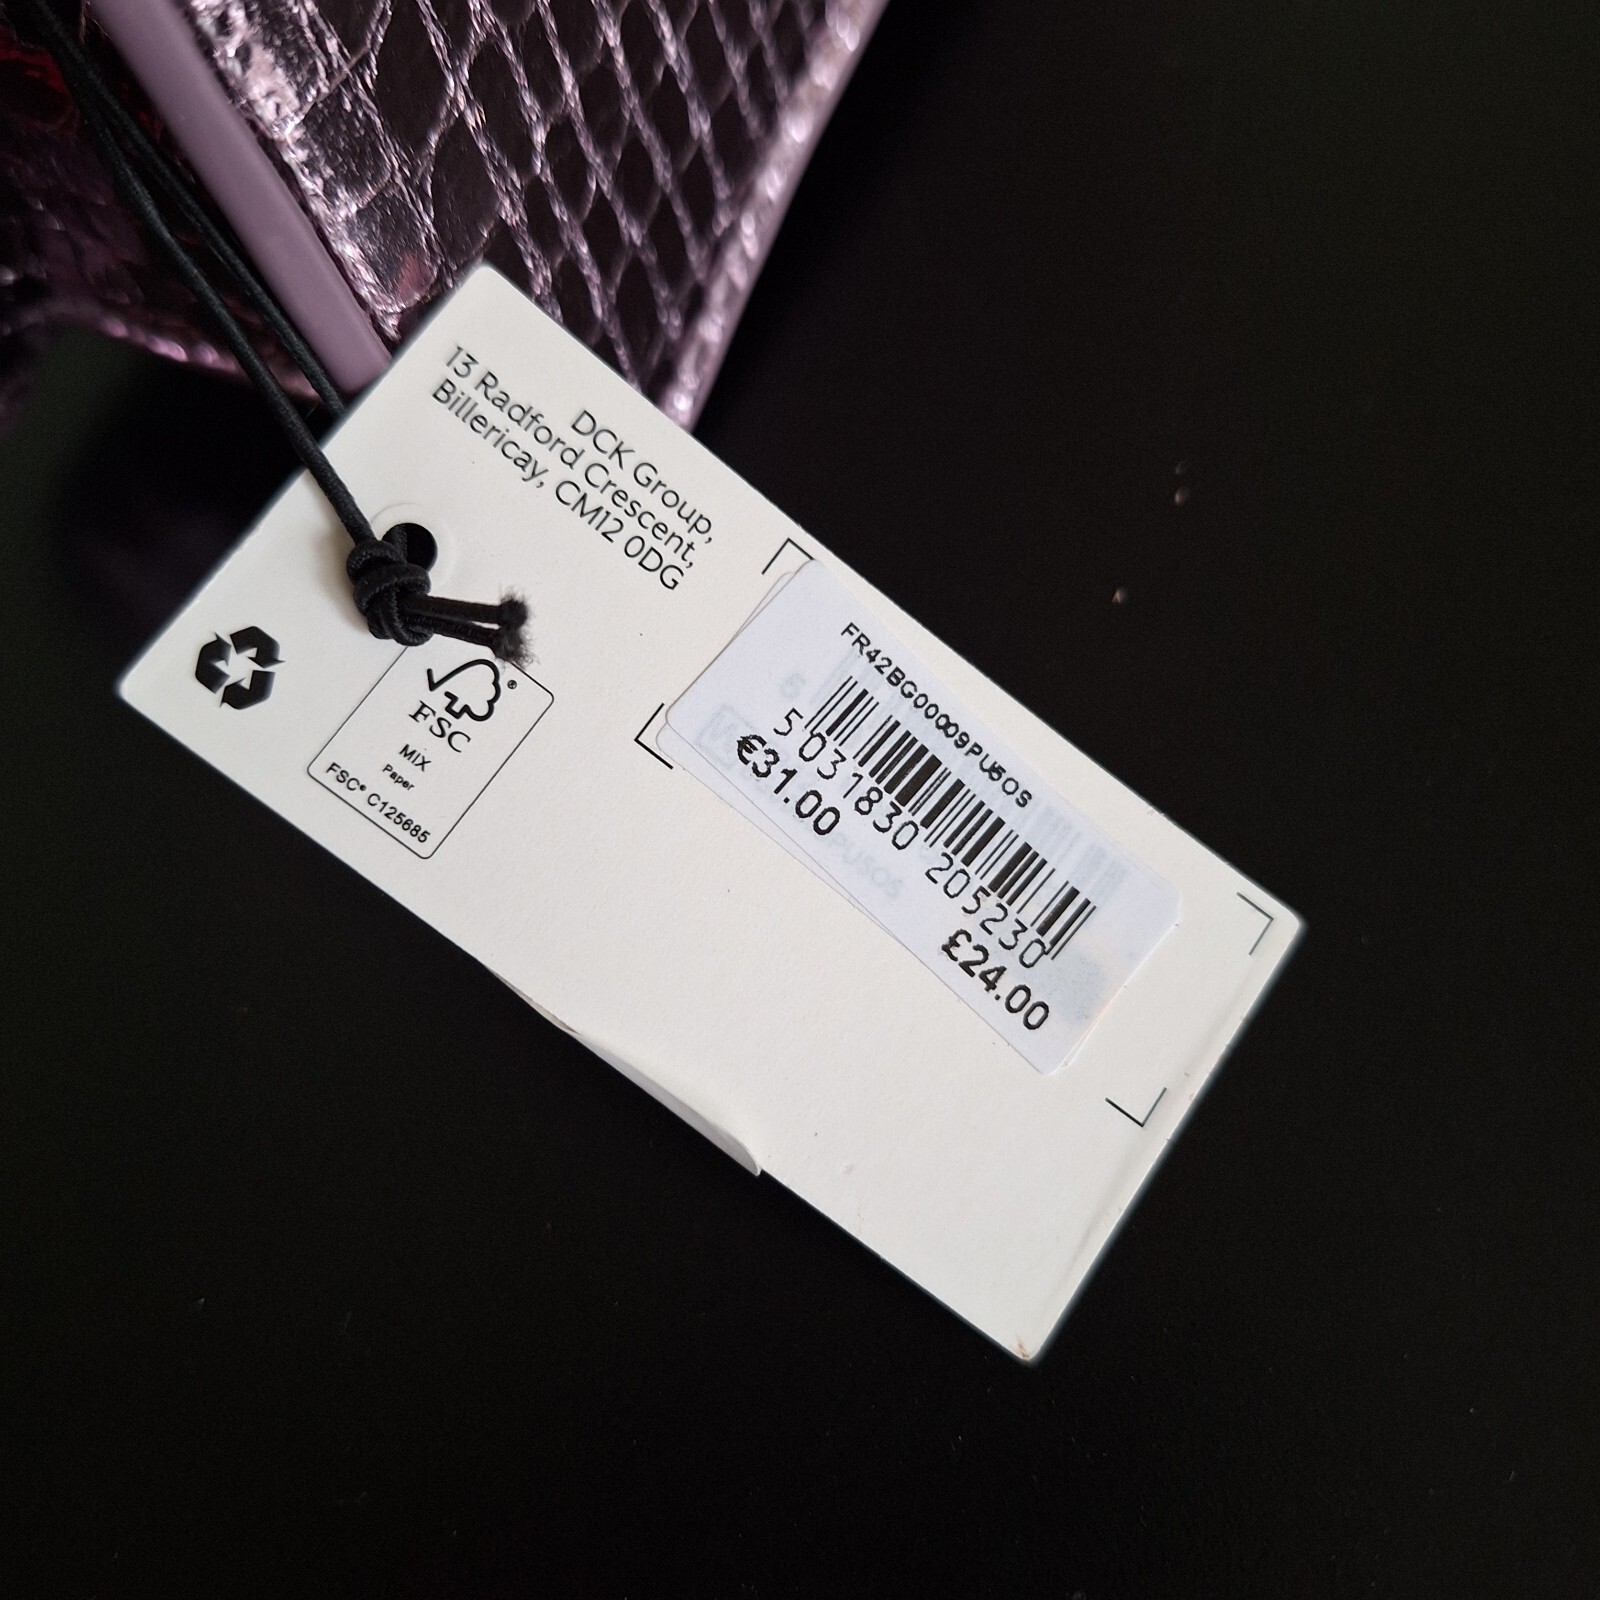 DCK Group,
13 Radford Crescent,
Billericay, CM12 0DG
FSC®
MIX
Paper
FSC® C125685
FR42BG00009PU5OS
5 031830 205230
€31.00
£24.00